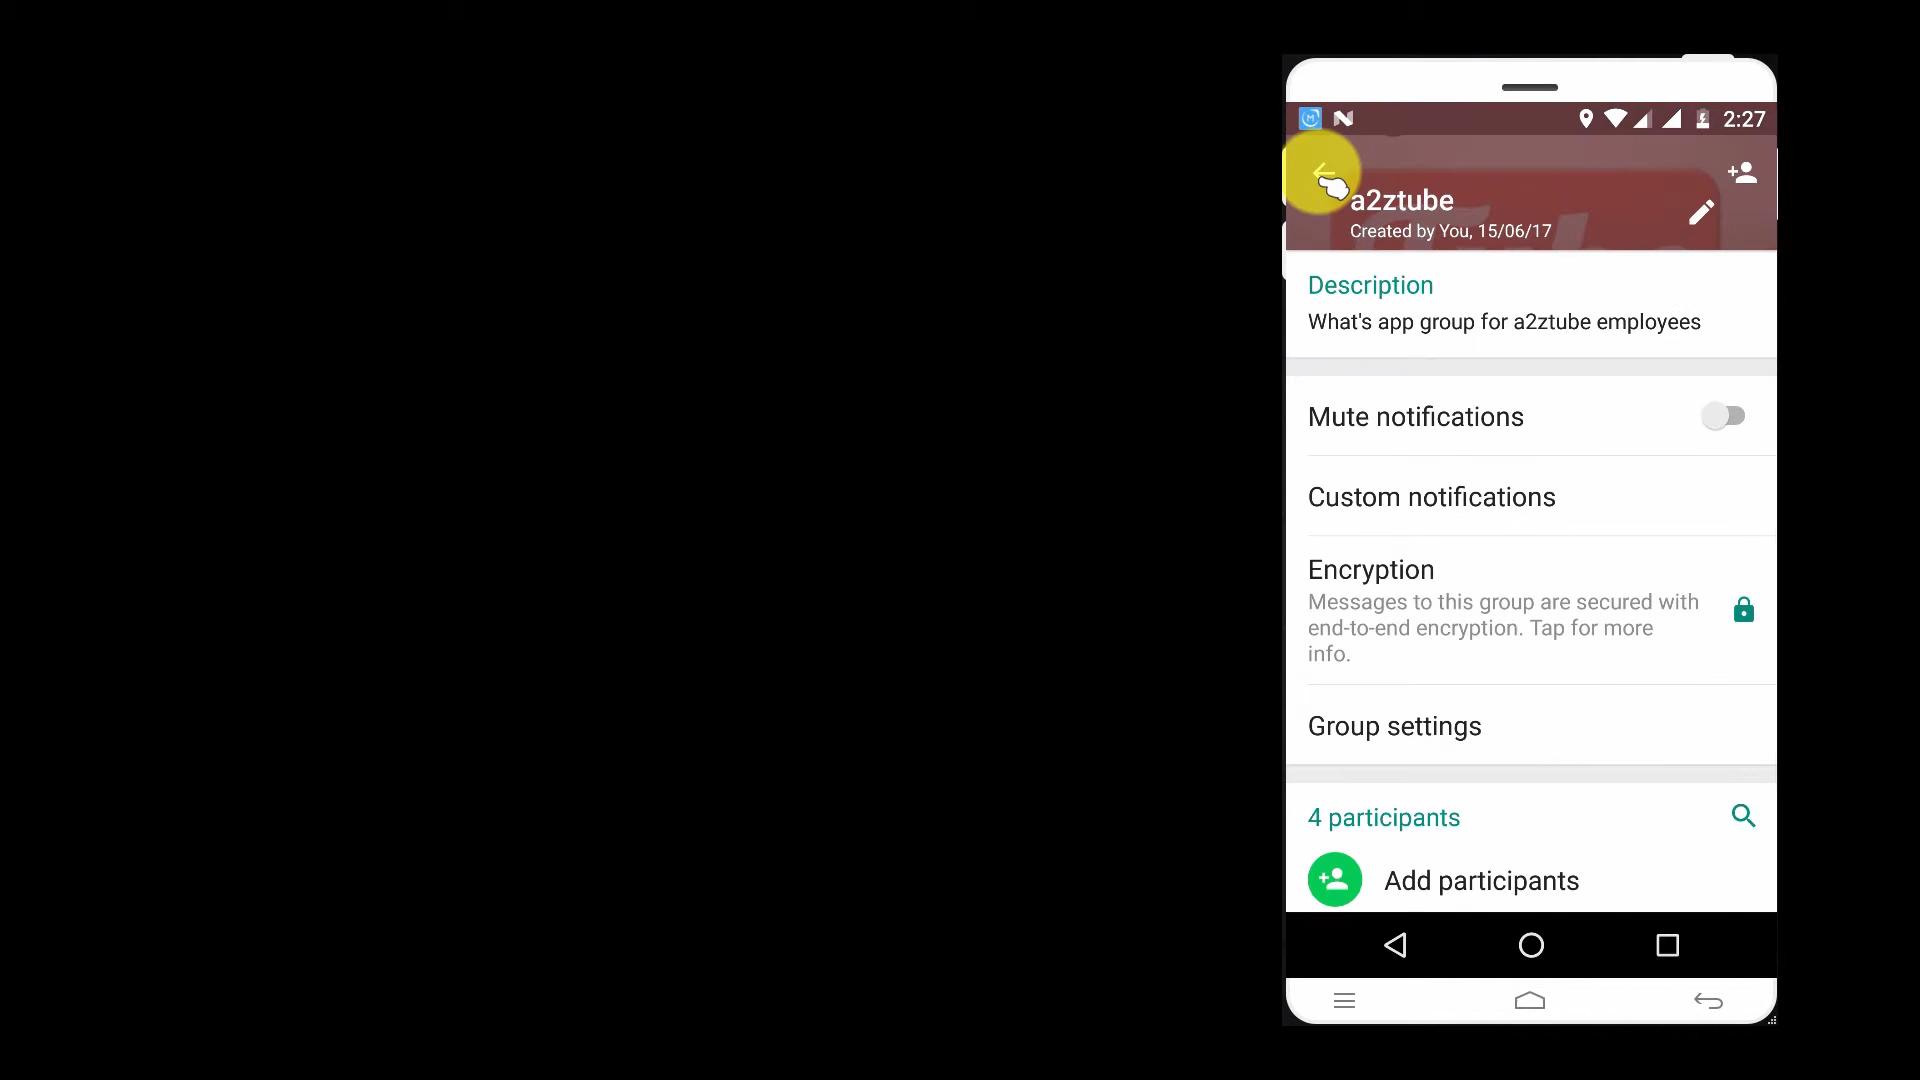 2:27
a2ztube
Created by You, 15/06/17
Description
What's app group for a2ztube employees
Mute notifications
Custom notifications
Encryption
Messages to this group are secured with
end-to-end encryption. Tap for more
info.
Group settings
4 participants
Add participants